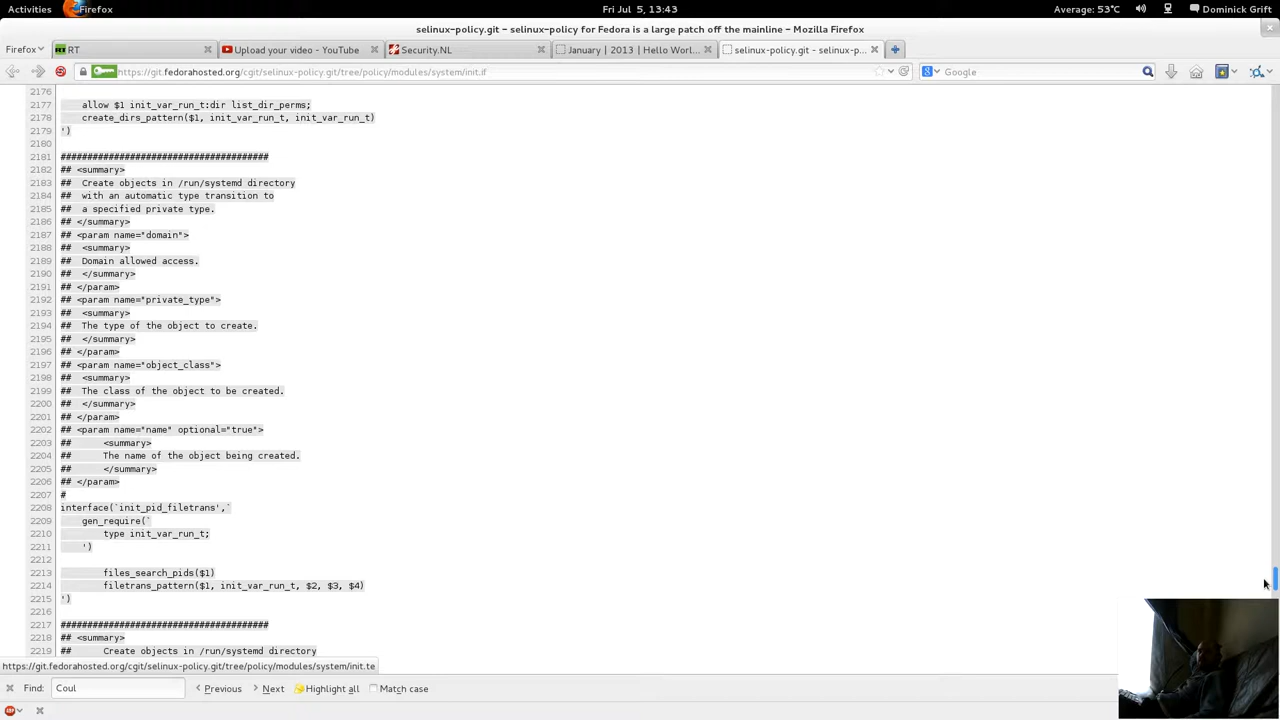 Activities
Firefox
Fri Jul 5, 13:43
Average: 53°C
Dominick Grift
selinux-policy.git – selinux-policy for Fedora is a large patch off the mainline – Mozilla Firefox
Firefox
RT
Upload your video - YouTube
Security.NL
January | 2013 | Hello Worl...
selinux-policy.git - selinux-p...
https://git.fedorahosted.org/cgit/selinux-policy.git/tree/policy/modules/system/init.if
Google
2176
2177 allow $1 init_var_run_t:dir list_dir_perms;
2178 create_dirs_pattern($1, init_var_run_t, init_var_run_t)
2179 ')
2180
2181 #######################################
2182 ## <summary>
2183 ## Create objects in /run/systemd directory
2184 ## with an automatic type transition to
2185 ## a specified private type.
2186 ## </summary>
2187 ## <param name="domain">
2188 ## <summary>
2189 ## Domain allowed access.
2190 ## </summary>
2191 ## </param>
2192 ## <param name="private_type">
2193 ## <summary>
2194 ## The type of the object to create.
2195 ## </summary>
2196 ## </param>
2197 ## <param name="object_class">
2198 ## <summary>
2199 ## The class of the object to be created.
2200 ## </summary>
2201 ## </param>
2202 ## <param name="name" optional="true">
2203 ## <summary>
2204 ## The name of the object being created.
2205 ## </summary>
2206 ## </param>
2207 #
2208 interface(`init_pid_filetrans',`
2209 gen_require(`
2210 type init_var_run_t;
2211 ')
2212
2213 files_search_pids($1)
2214 filetrans_pattern($1, init_var_run_t, $2, $3, $4)
2215 ')
2216
2217 #######################################
2218 ## <summary>
2219 ## Create objects in /run/systemd directory
https://git.fedorahosted.org/cgit/selinux-policy.git/tree/policy/modules/system/init.te
Find:
Coul
Previous
Next
Highlight all
Match case